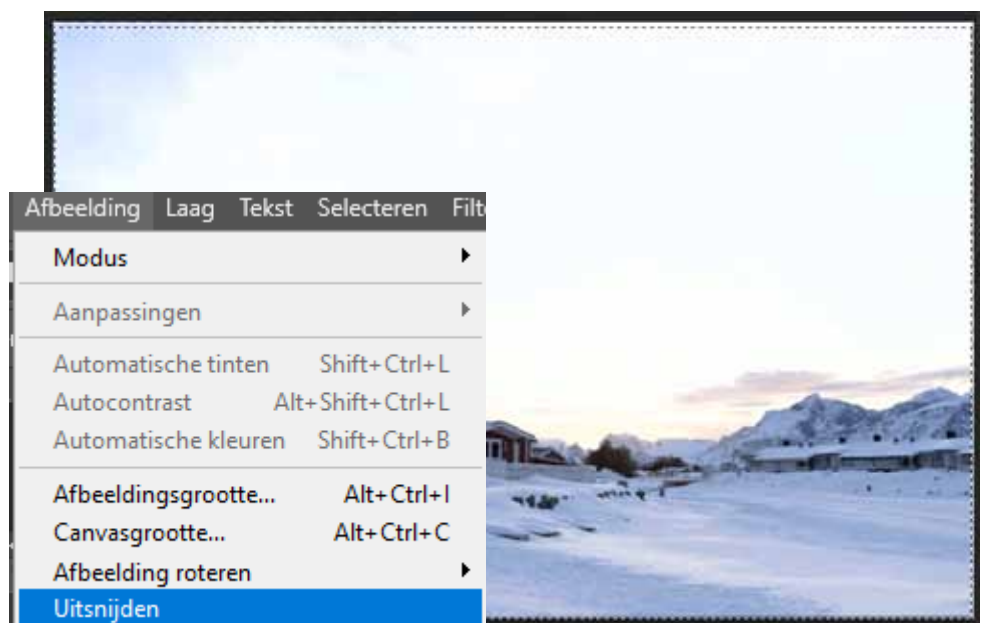 Afbeelding Laag Tekst Selecteren Filt
Modus
Aanpassingen
Automatische tinten Shift+Ctrl+L
Autocontrast Alt+Shift+Ctrl+L
Automatische kleuren Shift+Ctrl+B
Afbeeldingsgrootte... Alt+Ctrl+I
Canvasgrootte... Alt+Ctrl+C
Afbeelding roteren
Uitsnijden